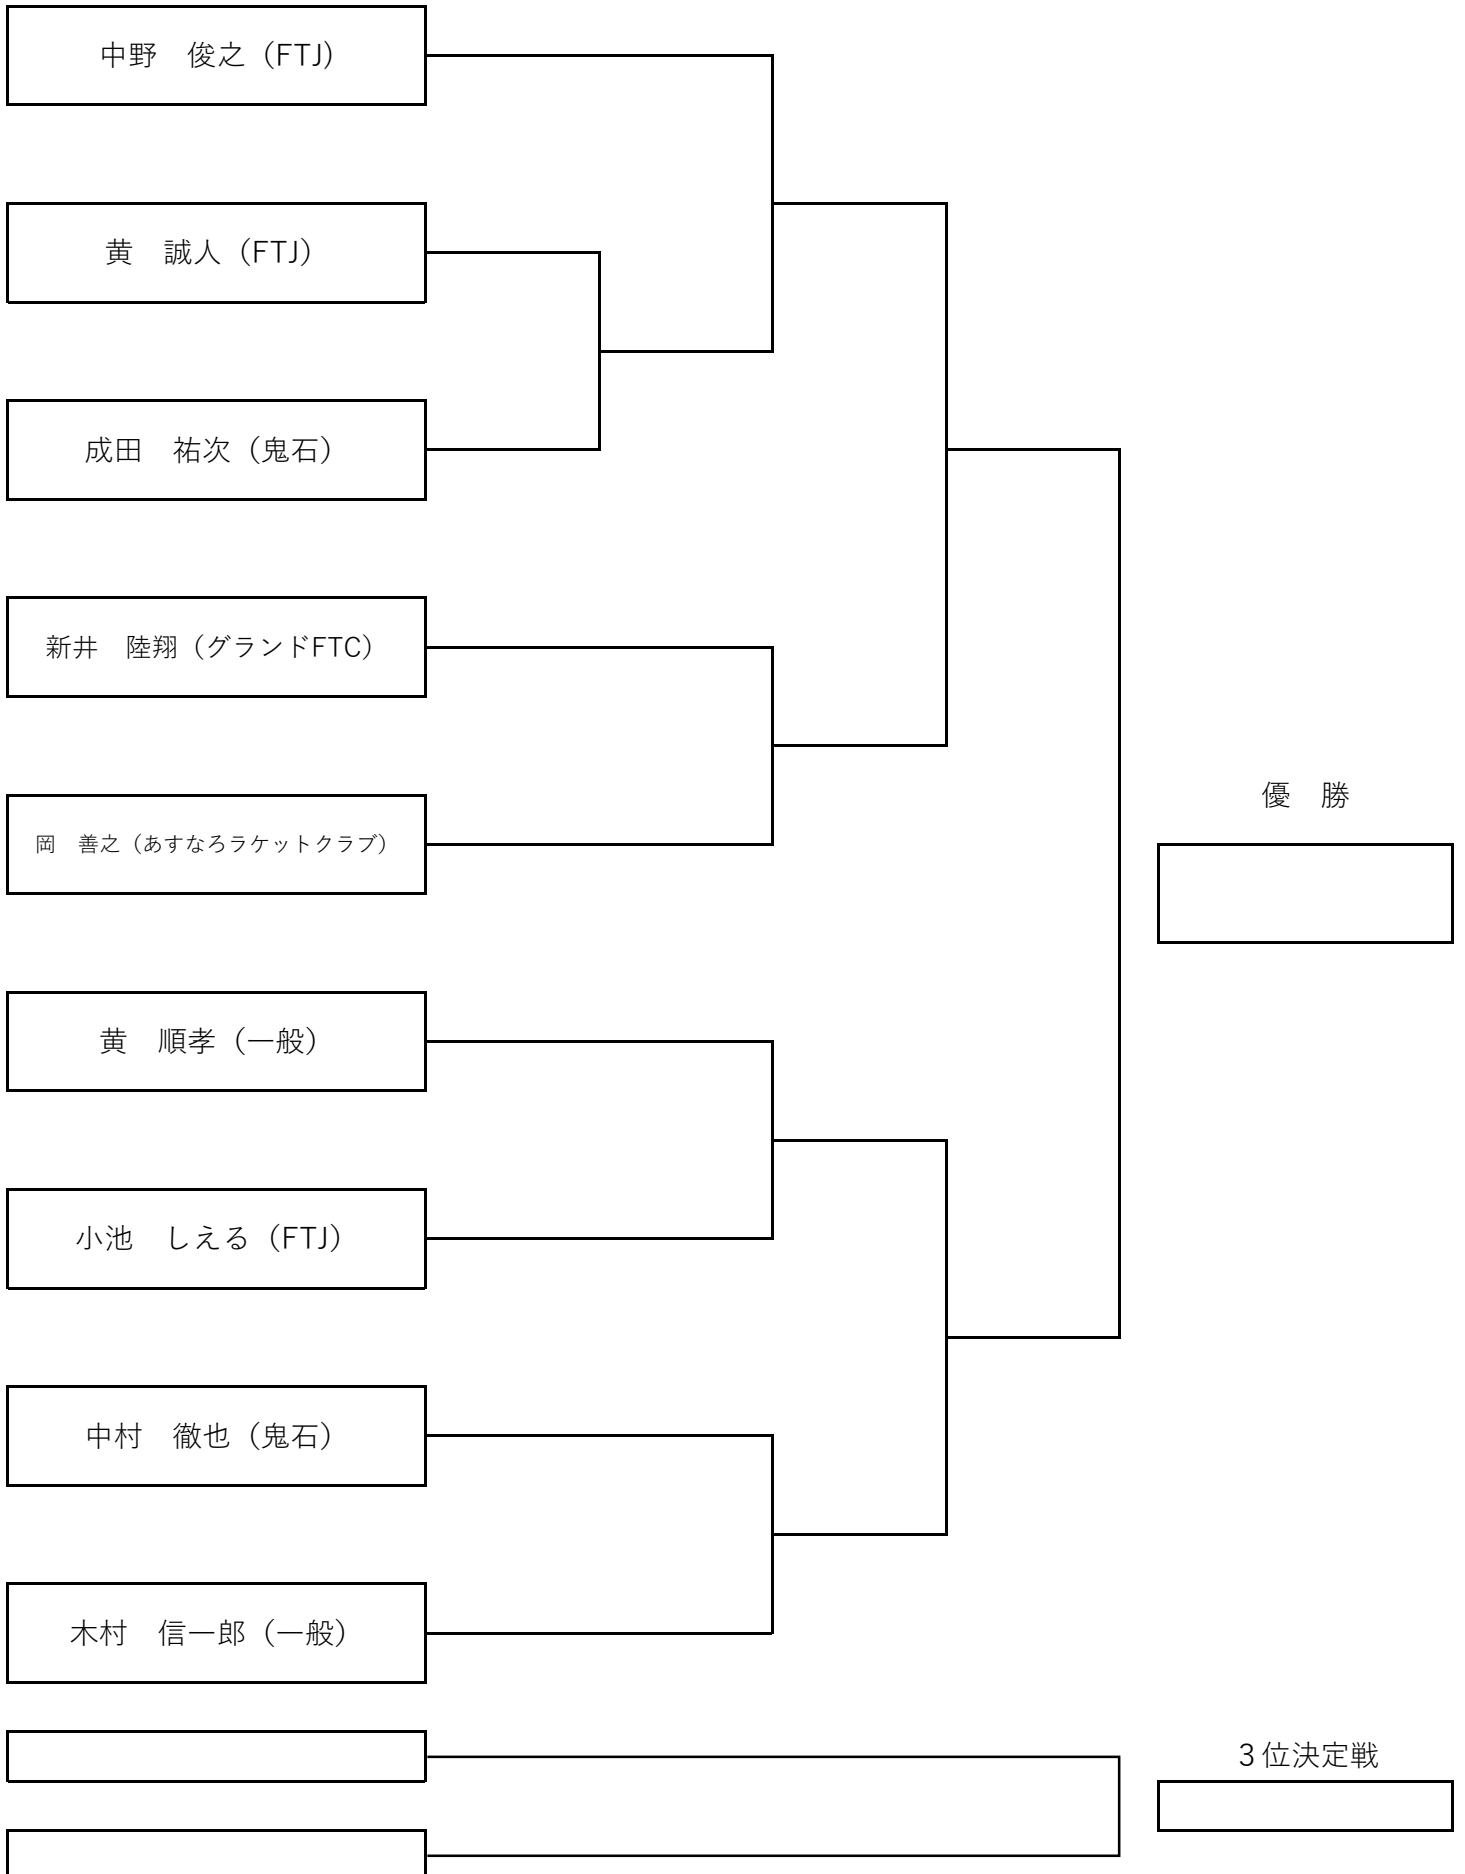 中野　俊之（FTJ）
黄　誠人（FTJ）
成田　祐次（鬼石）
新井　陸翔（グランドFTC）
優　勝
岡　善之（あすなろラケットクラブ）
黄　順孝（一般）
小池　しえる（FTJ）
中村　徹也（鬼石）
木村　信一郎（一般）
３位決定戦